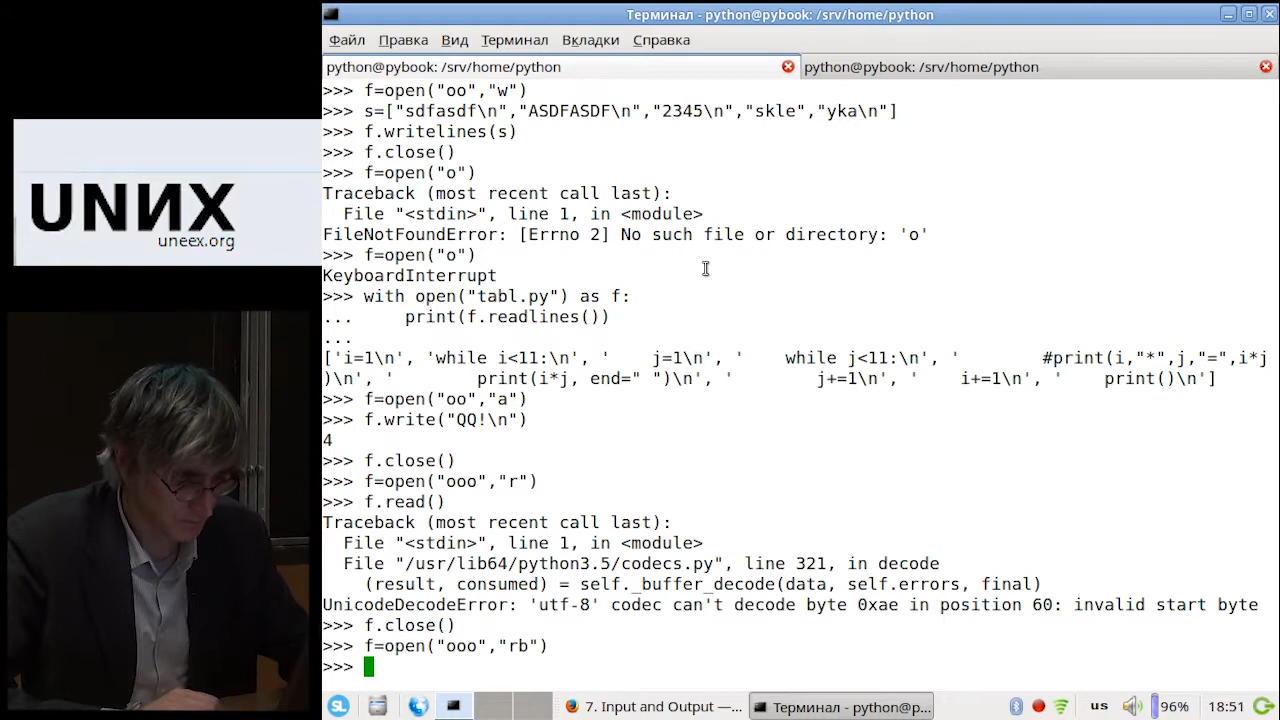 Терминал - python@pybook: /srv/home/python
Файл Правка Вид Терминал Вкладки Справка
python@pybook: /srv/home/python python@pybook: /srv/home/python
>>> f=open("oo","w")
>>> s=["sdfasdf\n","ASDFASDF\n","2345\n","skle","yka\n"]
>>> f.writelines(s)
>>> f.close()
>>> f=open("o")
Traceback (most recent call last):
  File "<stdin>", line 1, in <module>
FileNotFoundError: [Errno 2] No such file or directory: 'o'
>>> f=open("o")
KeyboardInterrupt
>>> with open("tabl.py") as f:
...     print(f.readlines())
...
['i=1\n', 'while i<11:\n', '    j=1\n', '    while j<11:\n', '        #print(i,"*",j,"=",i*j
)\n', '        print(i*j, end=" ")\n', '        j+=1\n', '    i+=1\n', '    print()\n']
>>> f=open("oo","a")
>>> f.write("QQ!\n")
4
>>> f.close()
>>> f=open("ooo","r")
>>> f.read()
Traceback (most recent call last):
  File "<stdin>", line 1, in <module>
  File "/usr/lib64/python3.5/codecs.py", line 321, in decode
    (result, consumed) = self._buffer_decode(data, self.errors, final)
UnicodeDecodeError: 'utf-8' codec can't decode byte 0xae in position 60: invalid start byte
>>> f.close()
>>> f=open("ooo","rb")
>>>
UNИX
uneex.org
SL 7. Input and Output —... Терминал - python@p... us 96% 18:51